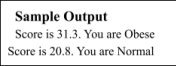 Sample Output
Score is 31.3. You are Obese
Score is 20.8. You are Normal